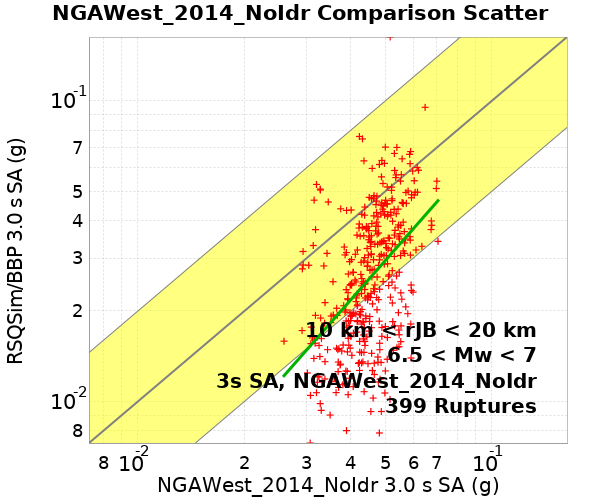 NGAWest_2014_NoIdr Comparison Scatter
RSQSim/BBP 3.0 s SA (g)
10-1
7
5
4
3
2
10-2
8
10 km < rJB < 20 km
6.5 < Mw < 7
3s SA, NGAWest_2014_NoIdr
399 Ruptures
8 10-2 2 3 4 5 6 7 10-1
NGAWest_2014_NoIdr 3.0 s SA (g)